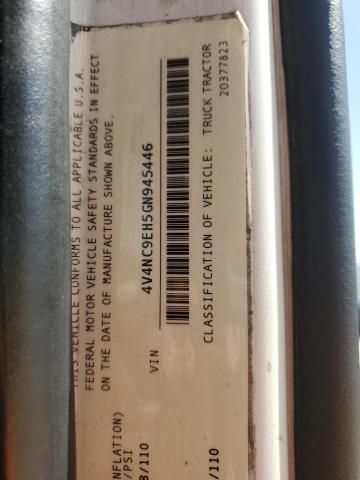 THIS VEHICLE CONFORMS TO ALL APPLICABLE U.S.A.
FEDERAL MOTOR VEHICLE SAFETY STANDARDS IN EFFECT
ON THE DATE OF MANUFACTURE SHOWN ABOVE.
4V4NC9EH5GN945446
VIN
CLASSIFICATION OF VEHICLE: TRUCK TRACTOR
20377823
NFLATION)
/PSI
/110
/110